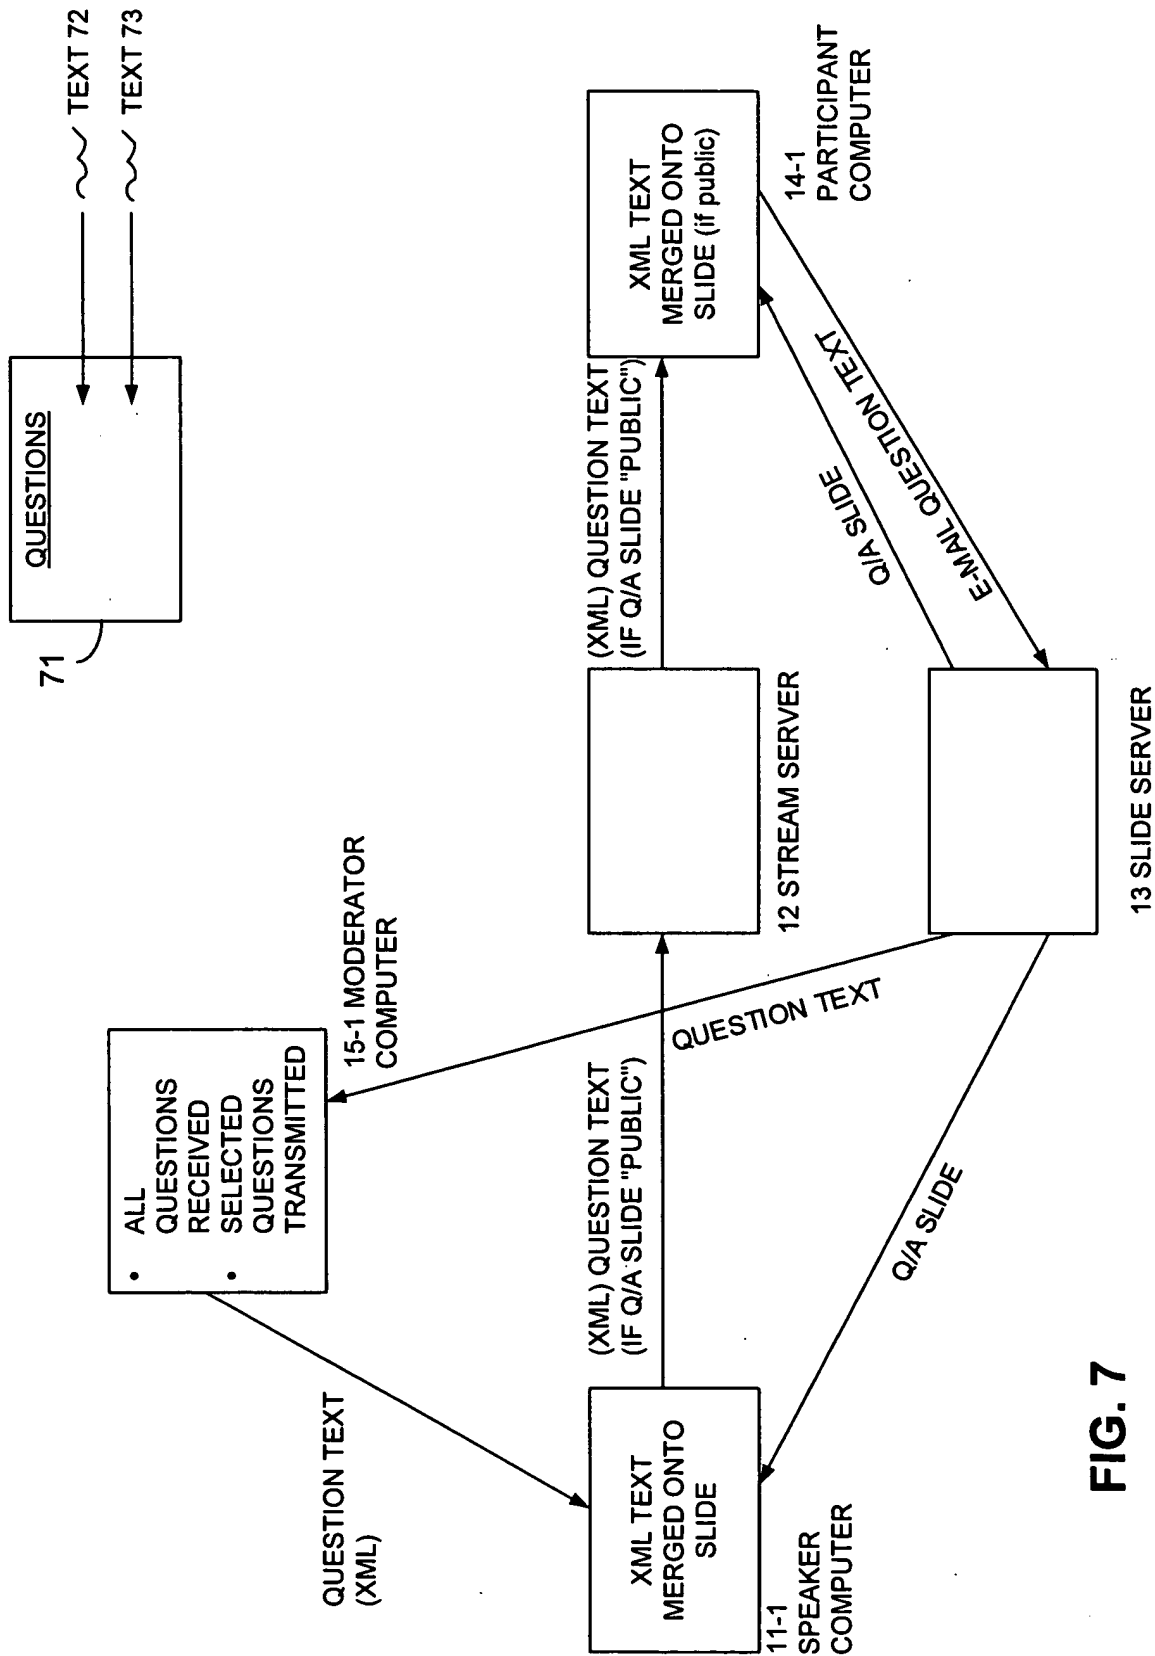 QUESTIONS
TEXT 72
TEXT 73
71
ALL
QUESTIONS
RECEIVED
SELECTED
QUESTIONS
TRANSMITTED
15-1 MODERATOR
COMPUTER
QUESTION TEXT
(XML)
XML TEXT
MERGED ONTO
SLIDE
11-1
SPEAKER
COMPUTER
(XML) QUESTION TEXT
(IF Q/A SLIDE "PUBLIC")
12 STREAM SERVER
(XML) QUESTION TEXT
(IF Q/A SLIDE "PUBLIC")
XML TEXT
MERGED ONTO
SLIDE (if public)
14-1
PARTICIPANT
COMPUTER
QUESTION TEXT
Q/A SLIDE
Q/A SLIDE
E-MAIL QUESTION TEXT
13 SLIDE SERVER
FIG. 7